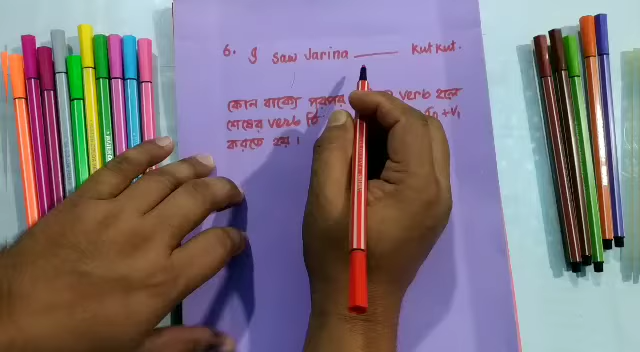 6. I saw Jarina ____ Kutkut.
কোন বাক্যে পরপর verb হলে
শেষের verb +V₁
করতে হয়।